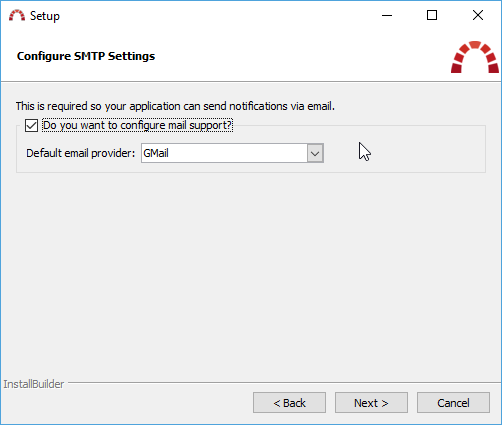 Setup
Configure SMTP Settings
This is required so your application can send notifications via email.
Do you want to configure mail support?
Default email provider: GMail
InstallBuilder
< Back Next > Cancel